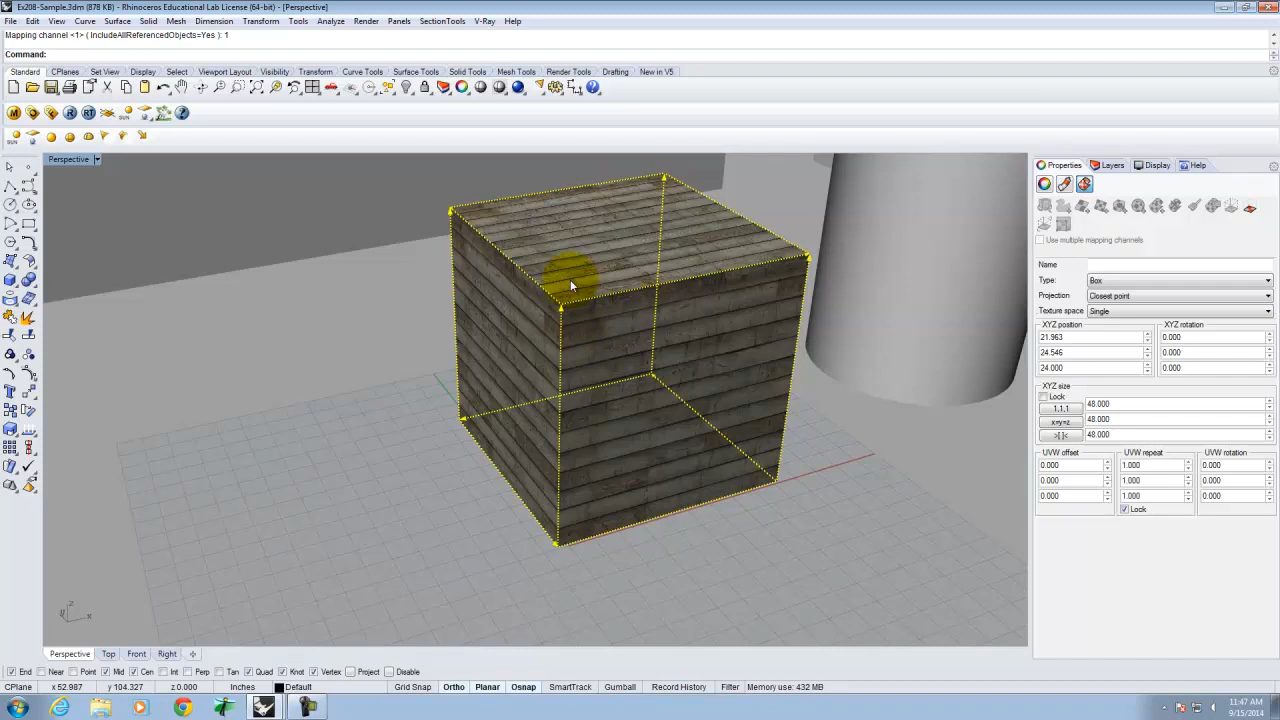 Ex208-Sample.3dm (878 KB) - Rhinoceros Educational Lab License (64-bit) - [Perspective]
File Edit View Curve Surface Solid Mesh Dimension Transform Tools Analyze Render Panels SectionTools V-Ray Help
Mapping channel <1> ( IncludeAllReferencedObjects=Yes ): 1
Command:
Standard CPlanes Set View Display Select Viewport Layout Visibility Transform Curve Tools Surface Tools Solid Tools Mesh Tools Render Tools Drafting New in V5
M R RT SUN
SUN
Perspective
Properties Layers Display Help
Use multiple mapping channels
Name
Type: Box
Projection: Closest point
Texture space: Single
XYZ position XYZ rotation
21.963 0.000
24.546 0.000
24.000 0.000
XYZ size
Lock
1,1,1 48.000
x=y=z 48.000
>[ ]< 48.000
UVW offset UVW repeat UVW rotation
0.000 1.000 0.000
0.000 1.000 0.000
0.000 1.000 0.000
Lock
z
y x
Perspective Top Front Right
End Near Point Mid Cen Int Perp Tan Quad Knot Vertex Project Disable
CPlane x 52.987 y 104.327 z 0.000 Inches Default Grid Snap Ortho Planar Osnap SmartTrack Gumball Record History Filter Memory use: 432 MB
11:47 AM
9/15/2014